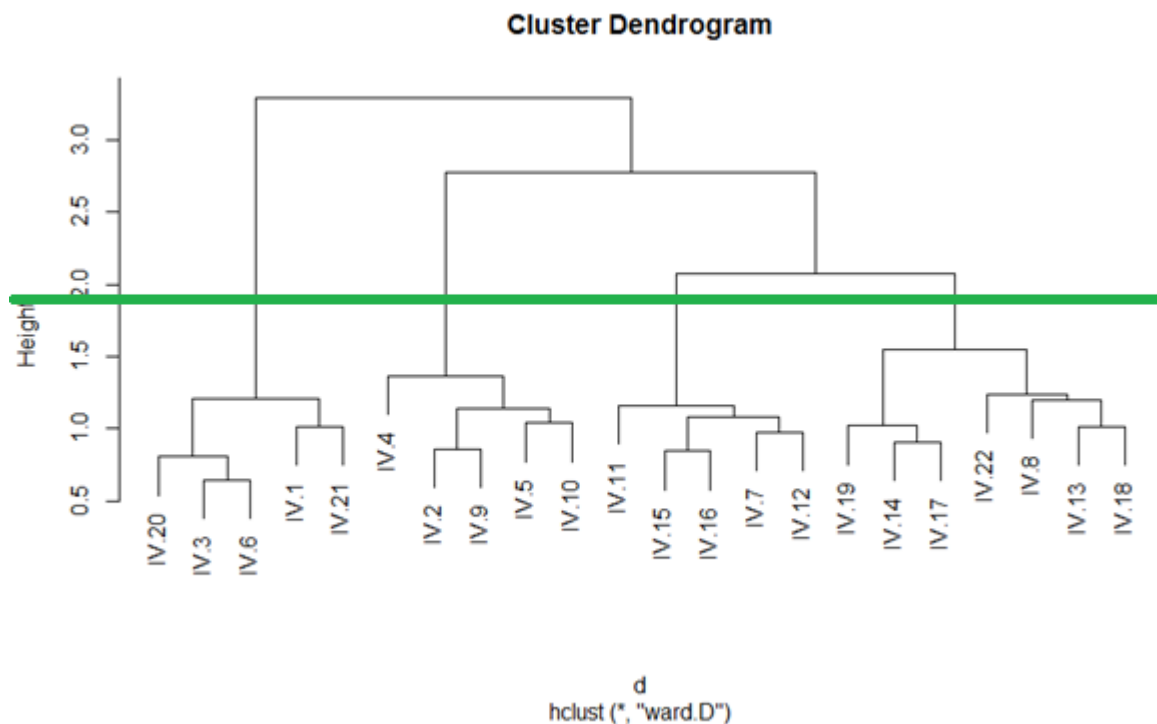 Cluster Dendrogram
Height
3.0
2.5
2.0
1.5
1.0
0.5
IV.20
IV.3
IV.6
IV.1
IV.21
IV.4
IV.2
IV.9
IV.5
IV.10
IV.11
IV.15
IV.16
IV.7
IV.12
IV.19
IV.14
IV.17
IV.22
IV.8
IV.13
IV.18
d
hclust (*, "ward.D")